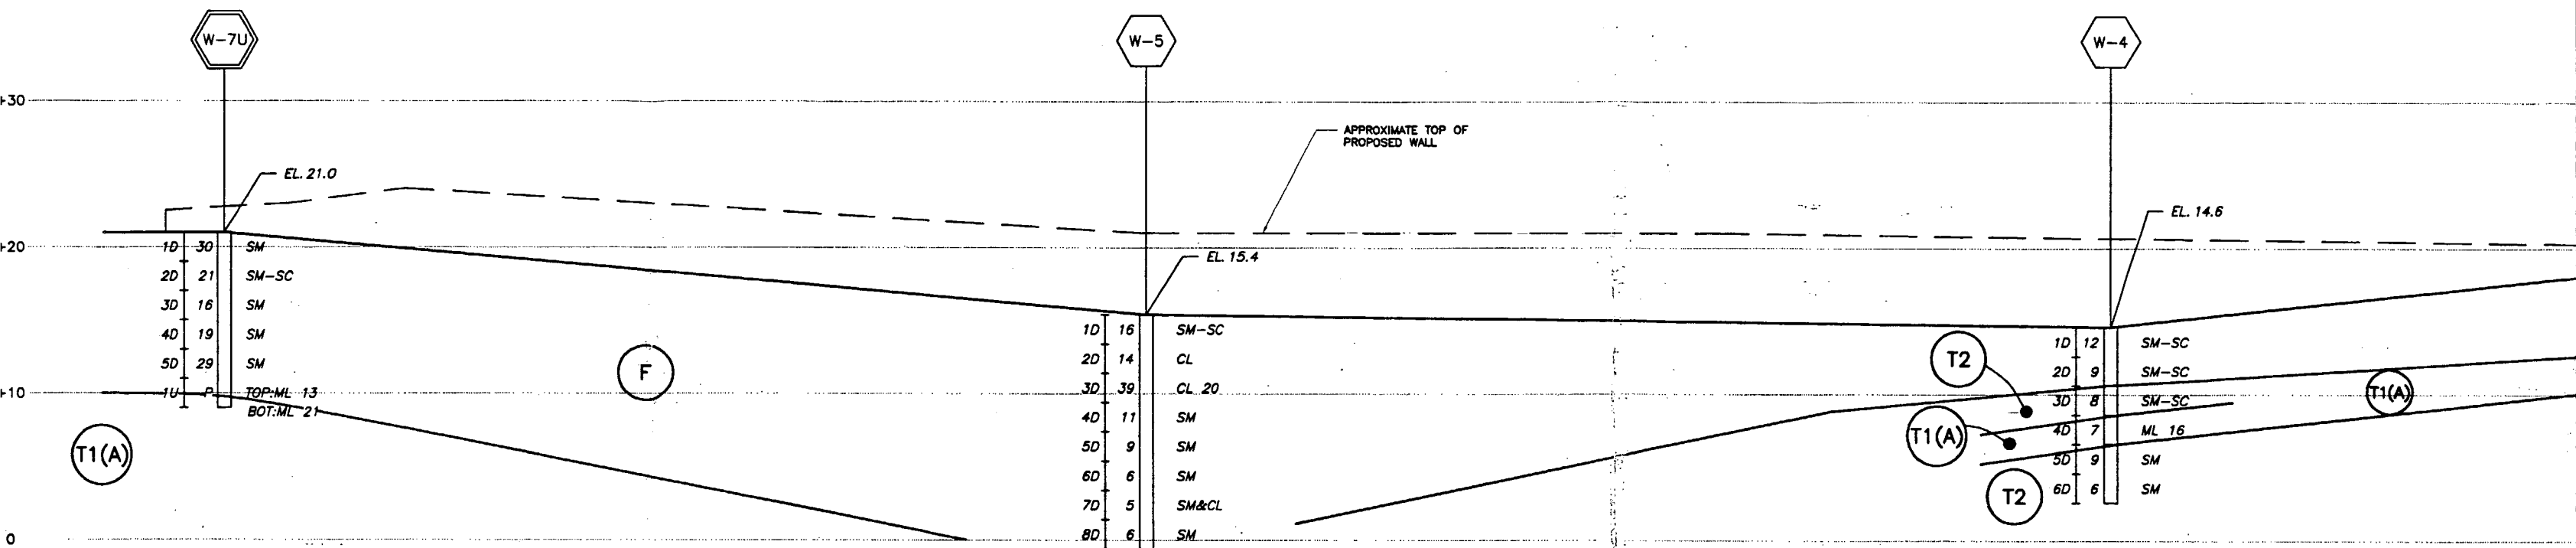 W-7U
W-5
W-4
+30
APPROXIMATE TOP OF
PROPOSED WALL
EL. 21.0
EL. 14.6
+20
1D 30 SM
2D 21 SM-SC
3D 16 SM
4D 19 SM
5D 29 SM
1U P TOP:ML 13
BOT:ML 21
EL. 15.4
1D 16 SM-SC
2D 14 CL
3D 39 CL 20
4D 11 SM
5D 9 SM
6D 6 SM
7D 5 SM&CL
8D 6 SM
1D 12 SM-SC
2D 9 SM-SC
3D 8 SM-SC
4D 7 ML 16
5D 9 SM
6D 6 SM
T2
F
+10
T1(A)
T1(A)
T1(A)
T2
0